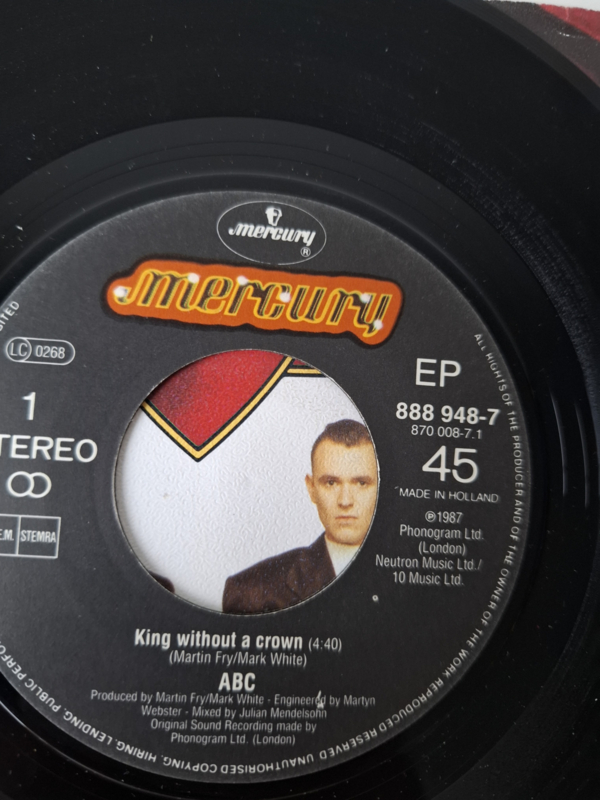 mercury
®
mercury
LC 0268
EP
888 948-7
870 008-7.1
1
TEREO
45
MADE IN HOLLAND
STEMRA
℗1987
Phonogram Ltd.
(London)
Neutron Music Ltd./
10 Music Ltd.
King without a crown (4:40)
(Martin Fry/Mark White)
ABC
Produced by Martin Fry/Mark White - Engineered by Martyn
Webster - Mixed by Julian Mendelsohn
Original Sound Recording made by
Phonogram Ltd. (London)
ALL RIGHTS OF THE PRODUCER AND OF THE OWNER OF THE WORK REPRODUCED RESERVED. UNAUTHORISED COPYING, HIRING, LENDING, PUBLIC